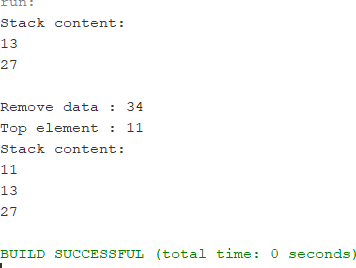 run:
Stack content:
13
27
Remove data : 34
Top element : 11
Stack content:
11
13
27
BUILD SUCCESSFUL (total time: 0 seconds)